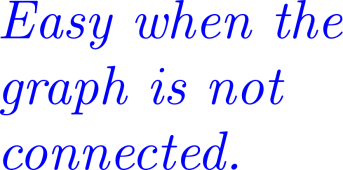 Easy when the
graph is not
connected.